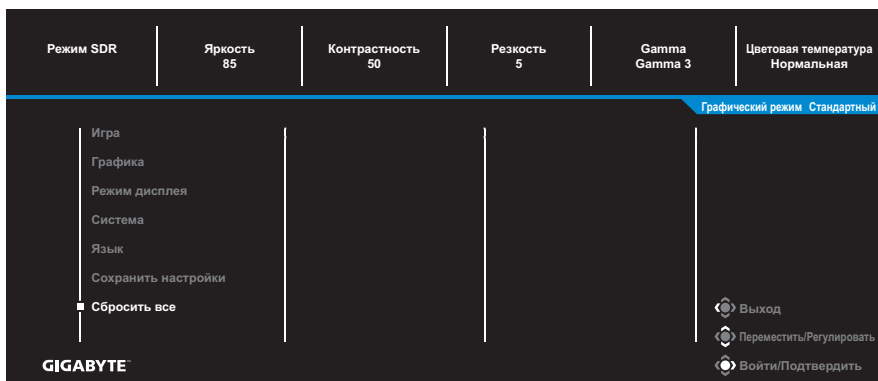 Режим SDR
Яркость
85
Контрастность
50
Резкость
5
Gamma
Gamma 3
Цветовая температура
Нормальная
Графический режим Стандартный
Игра
Графика
Режим дисплея
Система
Язык
Сохранить настройки
Сбросить все
Выход
Переместить/Регулировать
Войти/Подтвердить
GIGABYTE™